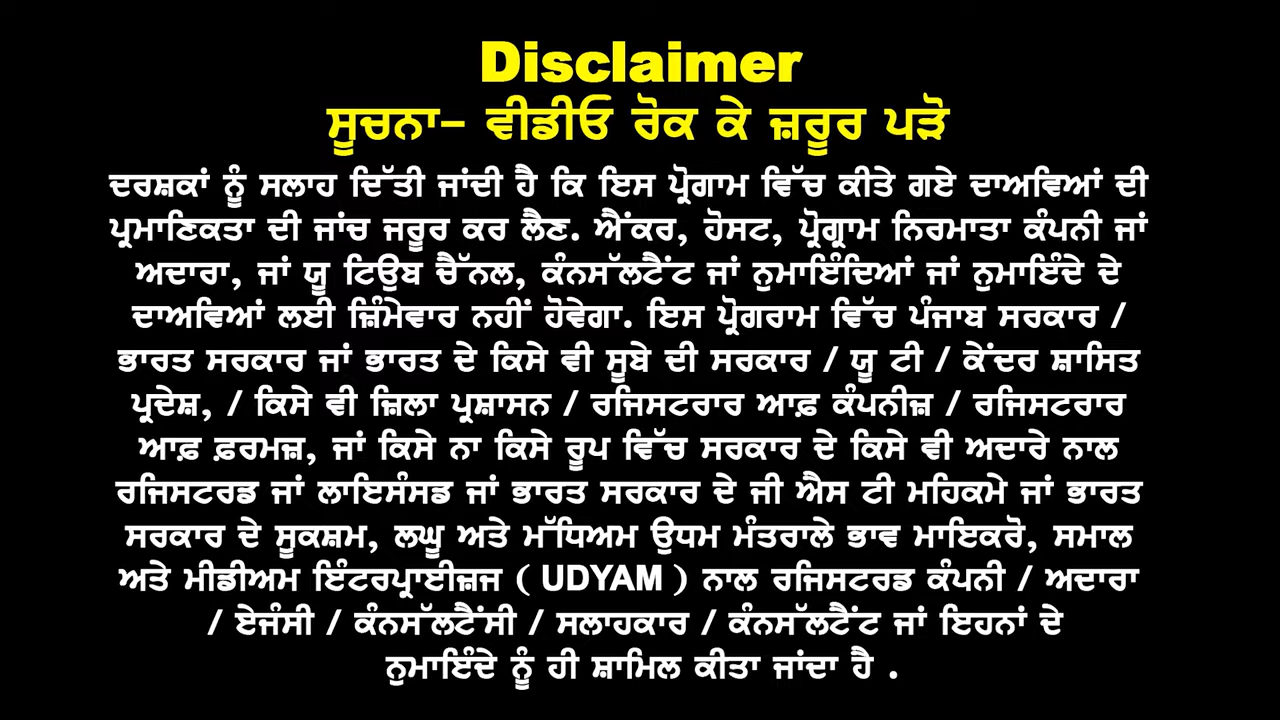 Disclaimer
ਸੂਚਨਾ- ਵੀਡੀਓ ਰੋਕ ਕੇ ਜ਼ਰੂਰ ਪੜੋ
ਦਰਸ਼ਕਾਂ ਨੂੰ ਸਲਾਹ ਦਿੱਤੀ ਜਾਂਦੀ ਹੈ ਕਿ ਇਸ ਪ੍ਰੋਗਾਮ ਵਿੱਚ ਕੀਤੇ ਗਏ ਦਾਅਵਿਆਂ ਦੀ
ਪ੍ਰਮਾਣਿਕਤਾ ਦੀ ਜਾਂਚ ਜਰੂਰ ਕਰ ਲੈਣ. ਐਂਕਰ, ਹੋਸਟ, ਪ੍ਰੋਗ੍ਰਾਮ ਨਿਰਮਾਤਾ ਕੰਪਨੀ ਜਾਂ
ਅਦਾਰਾ, ਜਾਂ ਯੂ ਟਿਊਬ ਚੈੱਨਲ, ਕੰਨਸੱਲਟੈਂਟ ਜਾਂ ਨੁਮਾਇੰਦਿਆਂ ਜਾਂ ਨੁਮਾਇੰਦੇ ਦੇ
ਦਾਅਵਿਆਂ ਲਈ ਜ਼ਿੰਮੇਵਾਰ ਨਹੀਂ ਹੋਵੇਗਾ. ਇਸ ਪ੍ਰੋਗਰਾਮ ਵਿੱਚ ਪੰਜਾਬ ਸਰਕਾਰ /
ਭਾਰਤ ਸਰਕਾਰ ਜਾਂ ਭਾਰਤ ਦੇ ਕਿਸੇ ਵੀ ਸੂਬੇ ਦੀ ਸਰਕਾਰ / ਯੂ ਟੀ / ਕੇਂਦਰ ਸ਼ਾਸਿਤ
ਪ੍ਰਦੇਸ਼, / ਕਿਸੇ ਵੀ ਜ਼ਿਲਾ ਪ੍ਰਸ਼ਾਸਨ / ਰਜਿਸਟਰਾਰ ਆਫ਼ ਕੰਪਨੀਜ਼ / ਰਜਿਸਟਰਾਰ
ਆਫ਼ ਫ਼ਰਮਜ਼, ਜਾਂ ਕਿਸੇ ਨਾ ਕਿਸੇ ਰੂਪ ਵਿੱਚ ਸਰਕਾਰ ਦੇ ਕਿਸੇ ਵੀ ਅਦਾਰੇ ਨਾਲ
ਰਜਿਸਟਰਡ ਜਾਂ ਲਾਇਸੰਸਡ ਜਾਂ ਭਾਰਤ ਸਰਕਾਰ ਦੇ ਜੀ ਐਸ ਟੀ ਮਹਿਕਮੇ ਜਾਂ ਭਾਰਤ
ਸਰਕਾਰ ਦੇ ਸੂਕਸ਼ਮ, ਲਘੂ ਅਤੇ ਮੱਧਿਅਮ ਉਧਮ ਮੰਤਰਾਲੇ ਭਾਵ ਮਾਇਕਰੋ, ਸਮਾਲ
ਅਤੇ ਮੀਡੀਅਮ ਇੰਟਰਪ੍ਰਾਈਜ਼ਜ ( UDYAM ) ਨਾਲ ਰਜਿਸਟਰਡ ਕੰਪਨੀ / ਅਦਾਰਾ
/ ਏਜੰਸੀ / ਕੰਨਸੱਲਟੈਂਸੀ / ਸਲਾਹਕਾਰ / ਕੰਨਸੱਲਟੈਂਟ ਜਾਂ ਇਹਨਾਂ ਦੇ
ਨੁਮਾਇੰਦੇ ਨੂੰ ਹੀ ਸ਼ਾਮਿਲ ਕੀਤਾ ਜਾਂਦਾ ਹੈ .